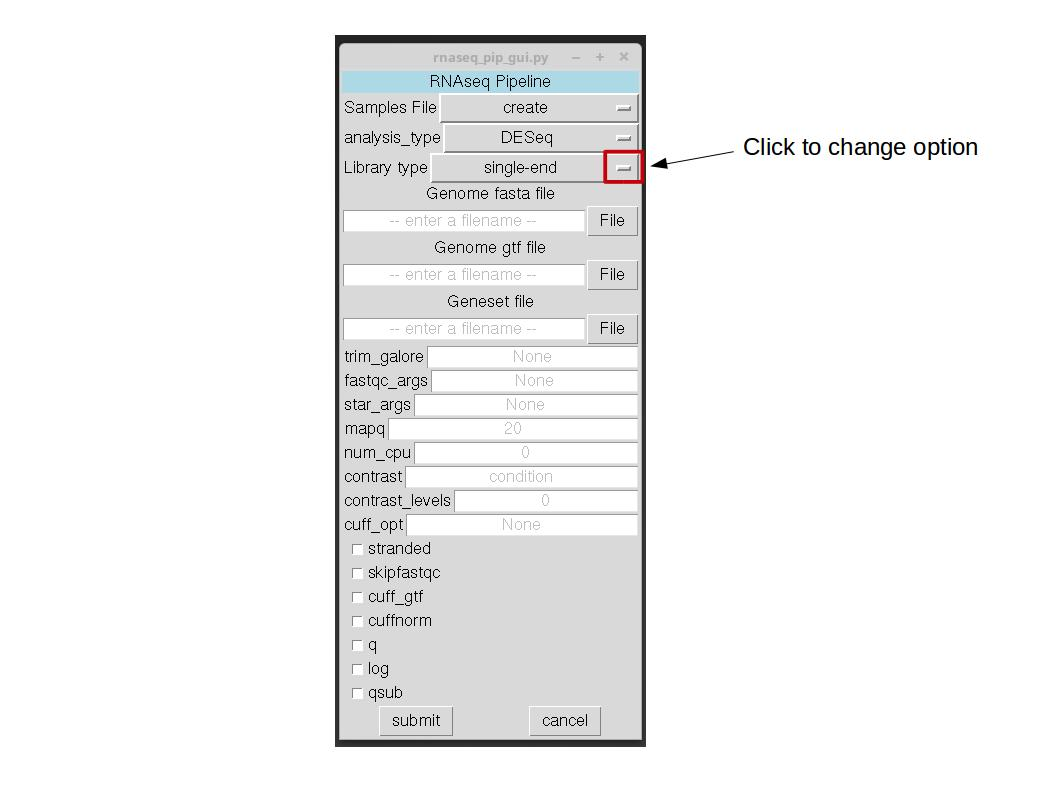 rnaseq_pip_gui.py
RNAseq Pipeline
Samples File create
analysis_type DESeq
Library type single-end
Click to change option
Genome fasta file
-- enter a filename -- File
Genome gtf file
-- enter a filename -- File
Geneset file
-- enter a filename -- File
trim_galore None
fastqc_args None
star_args None
mapq 20
num_cpu 0
contrast condition
contrast_levels 0
cuff_opt None
stranded
skipfastqc
cuff_gtf
cuffnorm
q
log
qsub
submit cancel